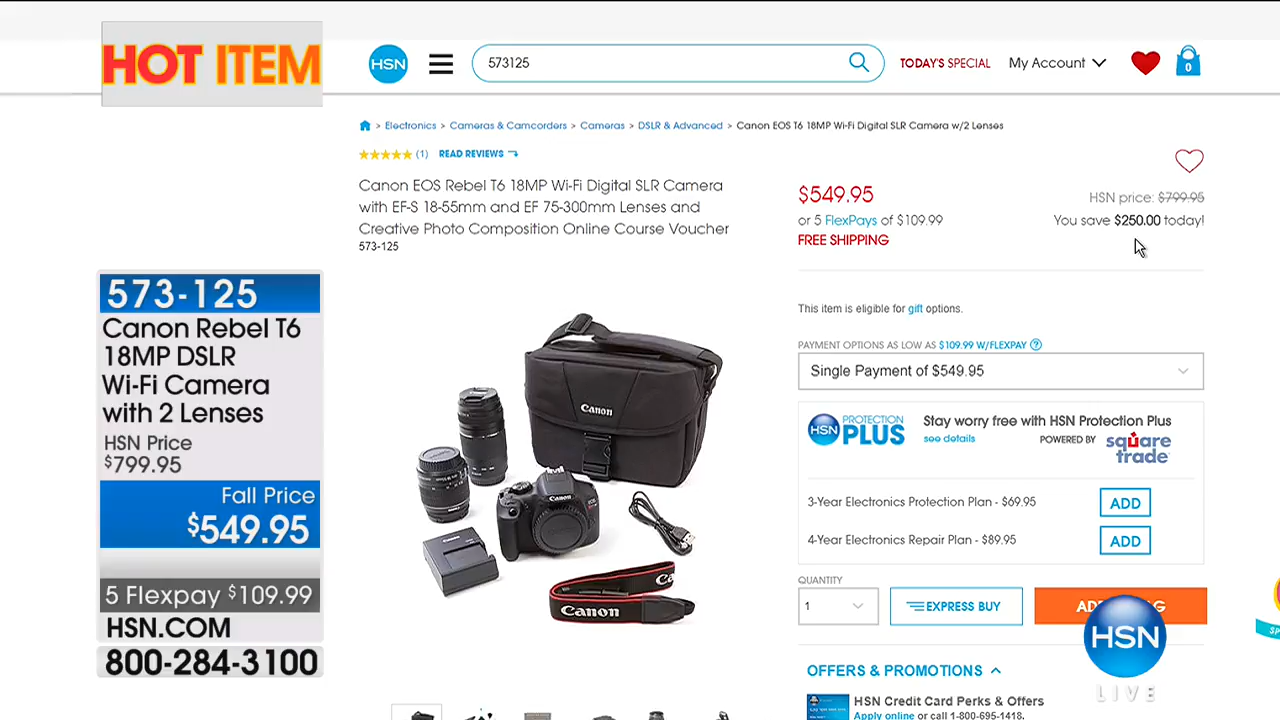 HOT ITEM
HSN
573125
TODAY'S SPECIAL
My Account
0
> Electronics > Cameras & Camcorders > Cameras > DSLR & Advanced > Canon EOS T6 18MP Wi-Fi Digital SLR Camera w/2 Lenses
(1) READ REVIEWS
Canon EOS Rebel T6 18MP Wi-Fi Digital SLR Camera
with EF-S 18-55mm and EF 75-300mm Lenses and
Creative Photo Composition Online Course Voucher
573-125
$549.95
HSN price: $799.95
or 5 FlexPays of $109.99
You save $250.00 today!
FREE SHIPPING
573-125
Canon Rebel T6
18MP DSLR
Wi-Fi Camera
with 2 Lenses
HSN Price
$799.95
Fall Price
$549.95
5 Flexpay $109.99
HSN.COM
800-284-3100
Canon
Canon
Canon
This item is eligible for gift options.
PAYMENT OPTIONS AS LOW AS $109.99 W/FLEXPAY ?
Single Payment of $549.95
HSN PROTECTION PLUS
Stay worry free with HSN Protection Plus
see details
POWERED BY square trade
3-Year Electronics Protection Plan - $69.95
ADD
4-Year Electronics Repair Plan - $89.95
ADD
QUANTITY
1
EXPRESS BUY
HSN
LIVE
OFFERS & PROMOTIONS
HSN Credit Card Perks & Offers
Apply online or call 1-800-695-1418.